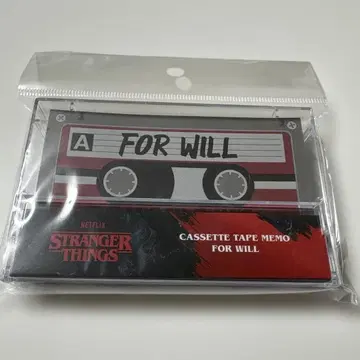 A FOR WILL
NETFLIX
STRANGER
THINGS
CASSETTE TAPE MEMO
FOR WILL